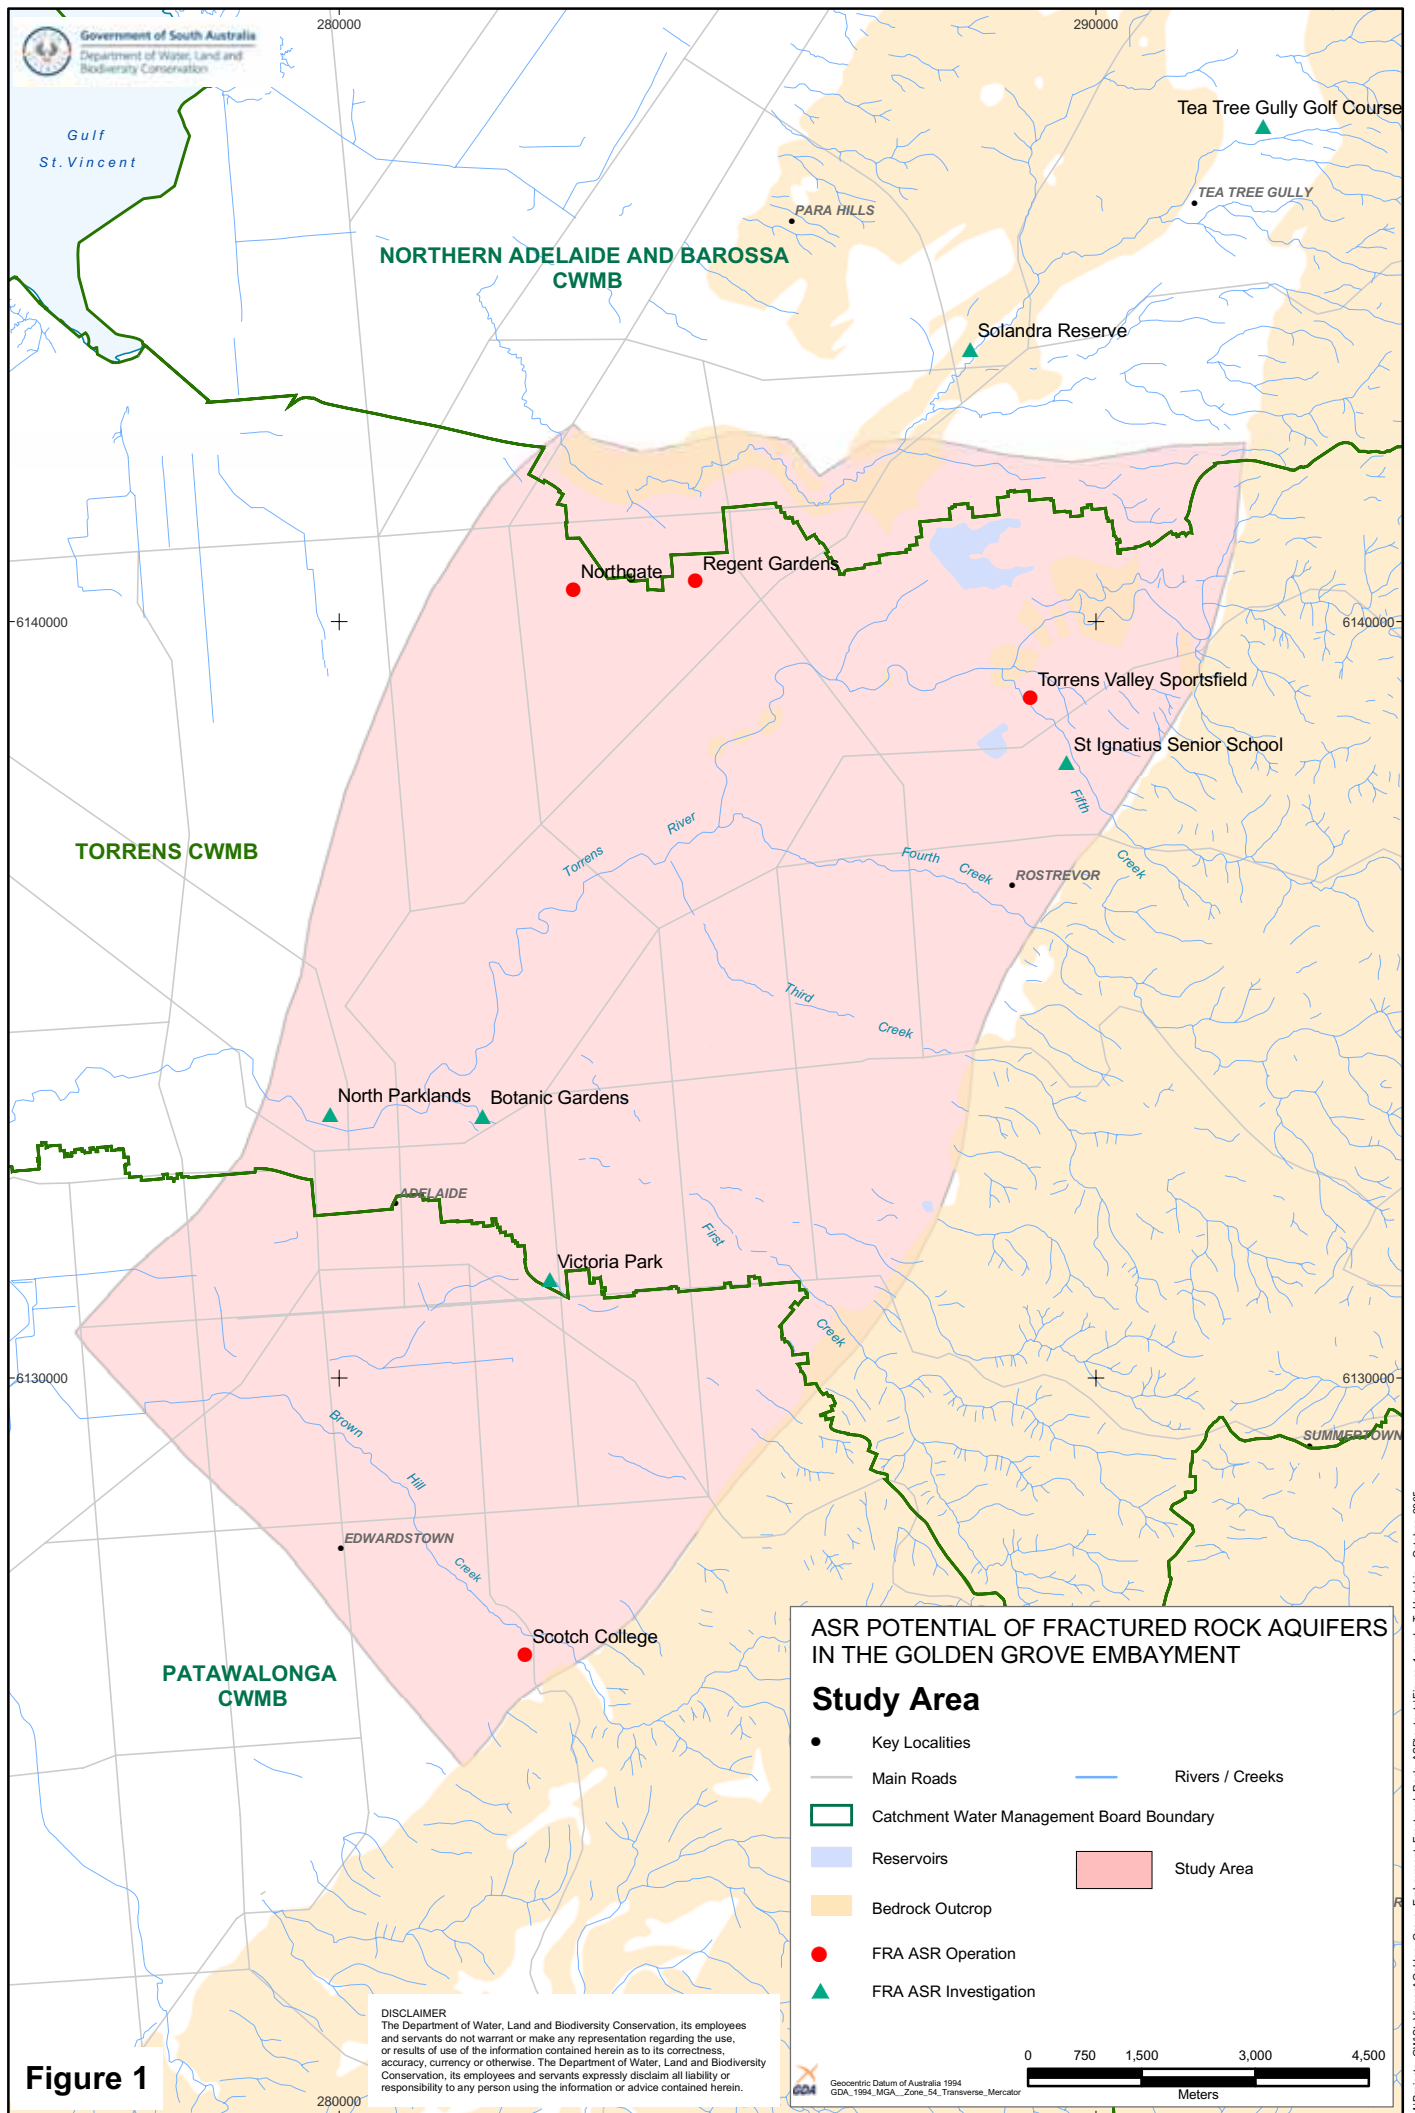 Government of South Australia
Department of Water, Land and
Biodiversity Conservation
280000
290000
Gulf
St.Vincent
Tea Tree Gully Golf Course
TEA TREE GULLY
PARA HILLS
NORTHERN ADELAIDE AND BAROSSA
CWMB
Solandra Reserve
Northgate
Regent Gardens
6140000
6140000
Torrens Valley Sportsfield
St Ignatius Senior School
Fifth
Creek
River
Torrens
TORRENS CWMB
Fourth
Creek
ROSTREVOR
Third
Creek
North Parklands
Botanic Gardens
ADELAIDE
First
Creek
Victoria Park
6130000
6130000
Brown
Hill
Creek
SUMMERTOWN
EDWARDSTOWN
Scotch College
PATAWALONGA
CWMB
ASR POTENTIAL OF FRACTURED ROCK AQUIFERS
IN THE GOLDEN GROVE EMBAYMENT
Study Area
Key Localities
Main Roads
Rivers / Creeks
Catchment Water Management Board Boundary
Reservoirs
Study Area
Bedrock Outcrop
FRA ASR Operation
FRA ASR Investigation
0 750 1,500 3,000 4,500
Meters
GDA
Geocentric Datum of Australia 1994
GDA_1994_MGA__Zone_54_Transverse_Mercator
DISCLAIMER
The Department of Water, Land and Biodiversity Conservation, its employees
and servants do not warrant or make any representation regarding the use,
or results of use of the information contained herein as to its correctness,
accuracy, currency or otherwise. The Department of Water, Land and Biodiversity
Conservation, its employees and servants expressly disclaim all liability or
responsibility to any person using the information or advice contained herein.
Figure 1
280000